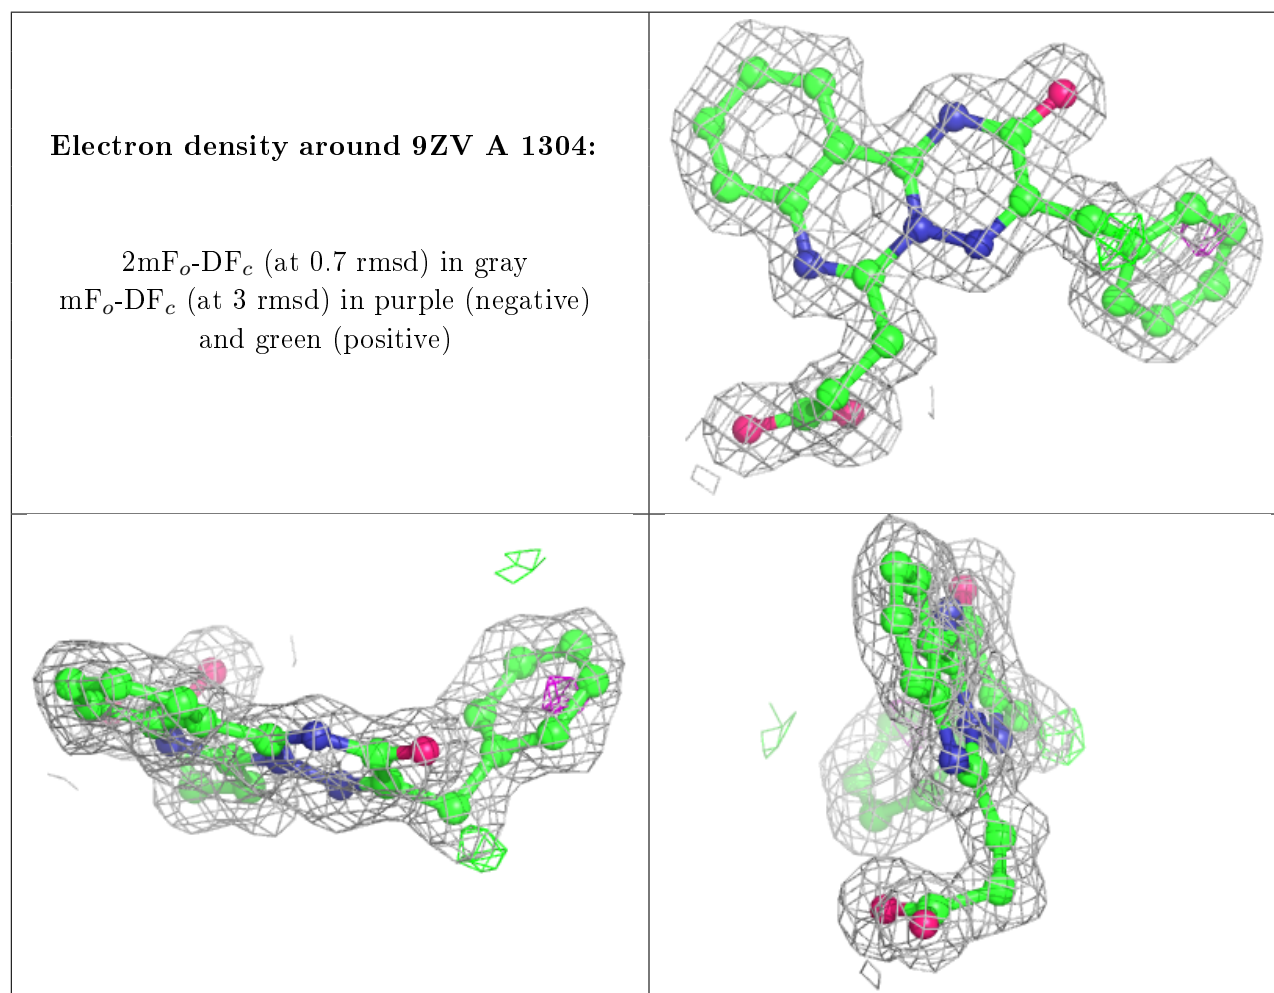 Electron density around 9ZV A 1304:
2mFo-DFc (at 0.7 rmsd) in gray
mFo-DFc (at 3 rmsd) in purple (negative)
and green (positive)